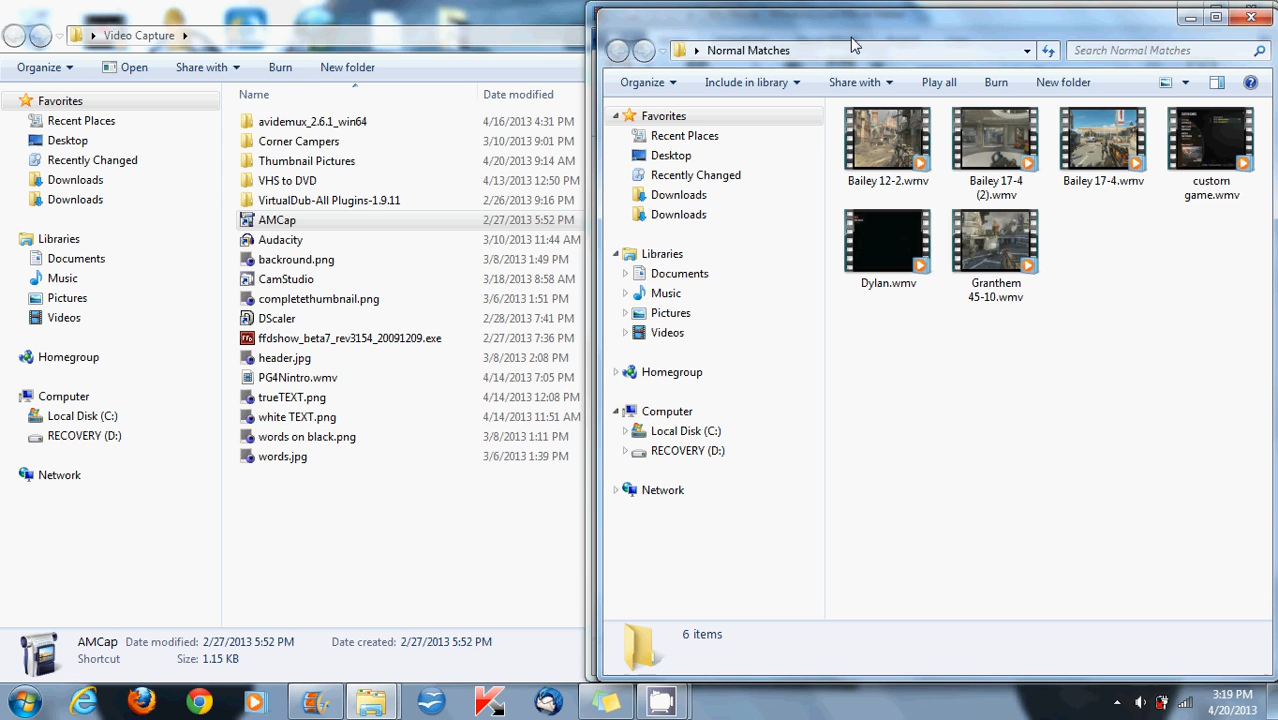 Video Capture
Organize
Open
Share with
Burn
New folder
Favorites
Recent Places
Desktop
Recently Changed
Downloads
Downloads
Libraries
Documents
Music
Pictures
Videos
Homegroup
Computer
Local Disk (C:)
RECOVERY (D:)
Network
Name
Date modified
avidemux_2.6.1_win64 4/16/2013 4:31 PM
Corner Campers 3/10/2013 9:01 PM
Thumbnail Pictures 4/20/2013 9:14 AM
VHS to DVD 4/13/2013 12:50 PM
VirtualDub-All Plugins-1.9.11 2/26/2013 9:16 PM
AMCap 2/27/2013 5:52 PM
Audacity 3/10/2013 11:44 AM
backround.png 3/8/2013 1:49 PM
CamStudio 3/18/2013 8:58 AM
completethumbnail.png 3/6/2013 1:51 PM
DScaler 2/28/2013 7:41 PM
ffdshow_beta7_rev3154_20091209.exe 2/27/2013 7:36 PM
header.jpg 3/8/2013 2:08 PM
PG4Nintro.wmv 4/14/2013 7:05 PM
trueTEXT.png 4/14/2013 12:08 PM
white TEXT.png 4/14/2013 11:51 AM
words on black.png 3/8/2013 1:11 PM
words.jpg 3/6/2013 1:39 PM
AMCap Date modified: 2/27/2013 5:52 PM Date created: 2/27/2013 5:52 PM
Shortcut Size: 1.15 KB
Normal Matches
Search Normal Matches
Organize
Include in library
Share with
Play all
Burn
New folder
Favorites
Recent Places
Desktop
Recently Changed
Downloads
Downloads
Libraries
Documents
Music
Pictures
Videos
Homegroup
Computer
Local Disk (C:)
RECOVERY (D:)
Network
Bailey 12-2.wmv
Bailey 17-4
(2).wmv
Bailey 17-4.wmv
custom
game.wmv
Dylan.wmv
Granthem
45-10.wmv
6 items
3:19 PM
4/20/2013